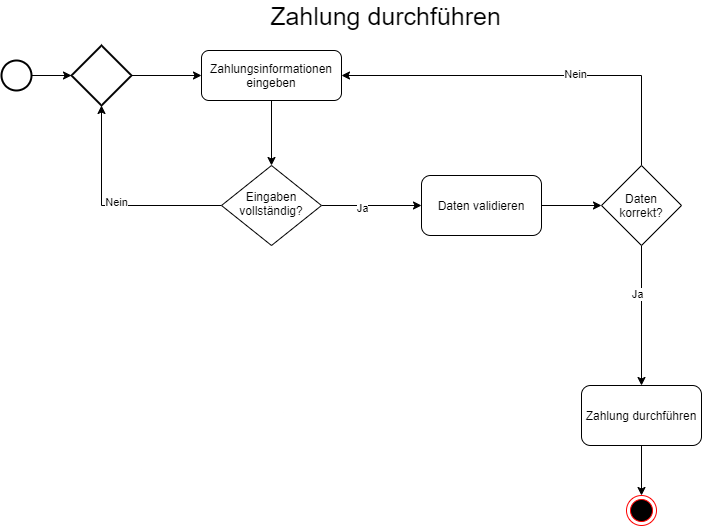 Zahlung durchführen
Zahlungsinformationen
eingeben
Nein
Eingaben
vollständig?
Nein
Ja
Daten validieren
Daten
korrekt?
Ja
Zahlung durchführen